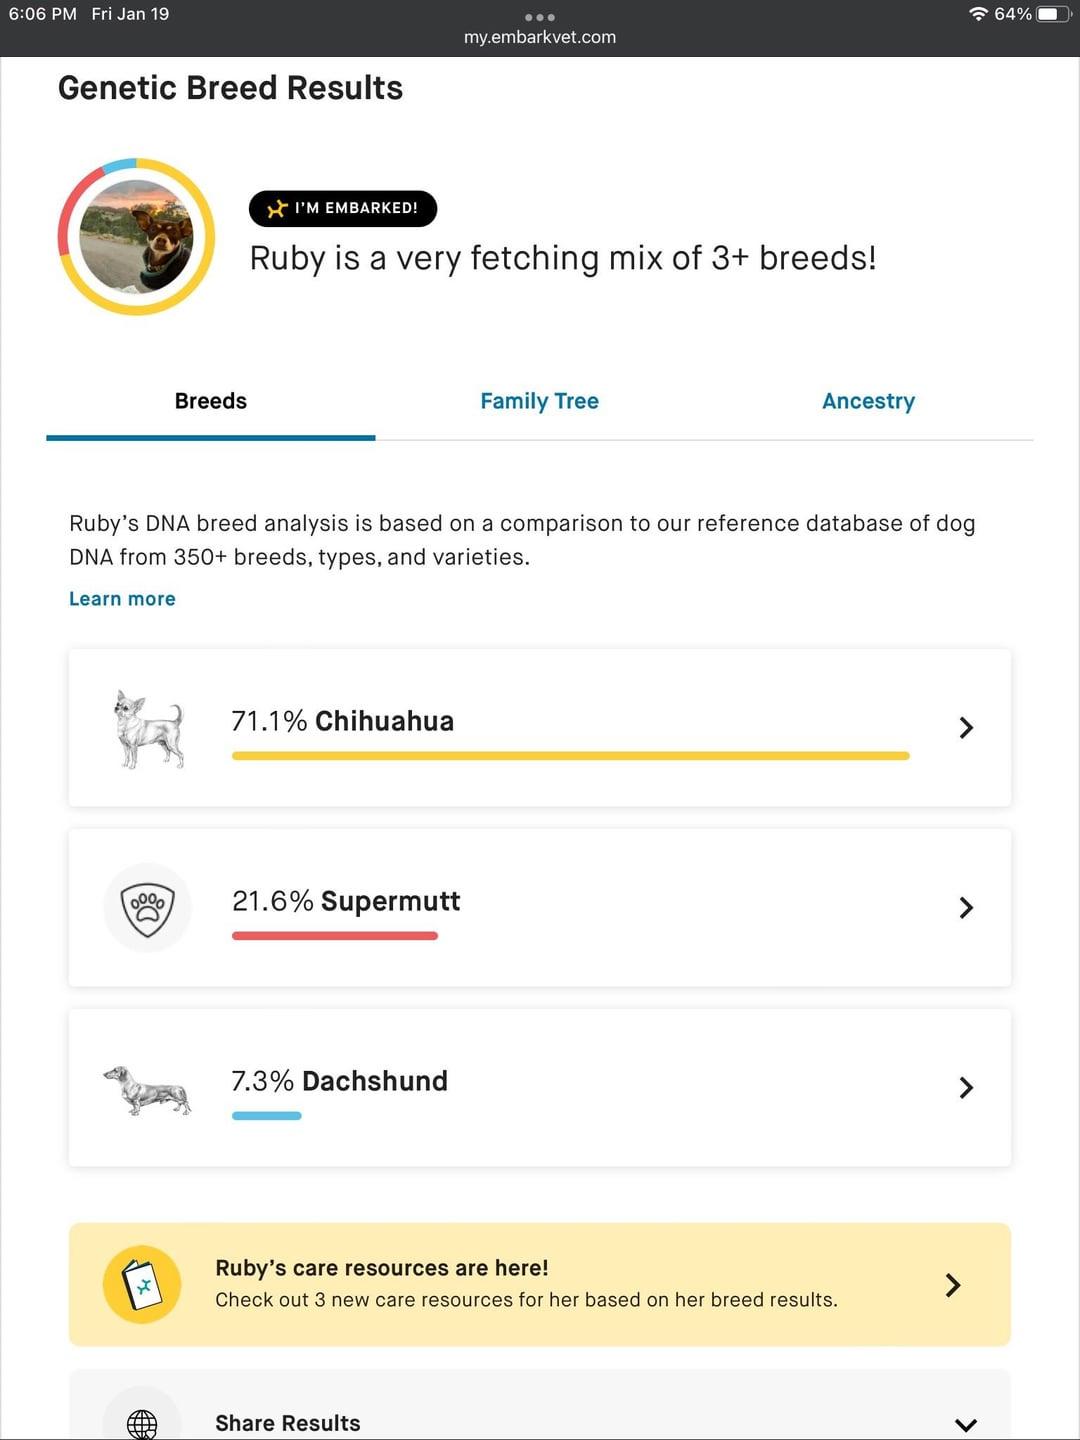 6:06 PM Fri Jan 19
64%
my.embarkvet.com
Genetic Breed Results
I'M EMBARKED!
Ruby is a very fetching mix of 3+ breeds!
Breeds
Family Tree
Ancestry
Ruby's DNA breed analysis is based on a comparison to our reference database of dog
DNA from 350+ breeds, types, and varieties.
Learn more
71.1% Chihuahua
21.6% Supermutt
7.3% Dachshund
Ruby's care resources are here!
Check out 3 new care resources for her based on her breed results.
Share Results